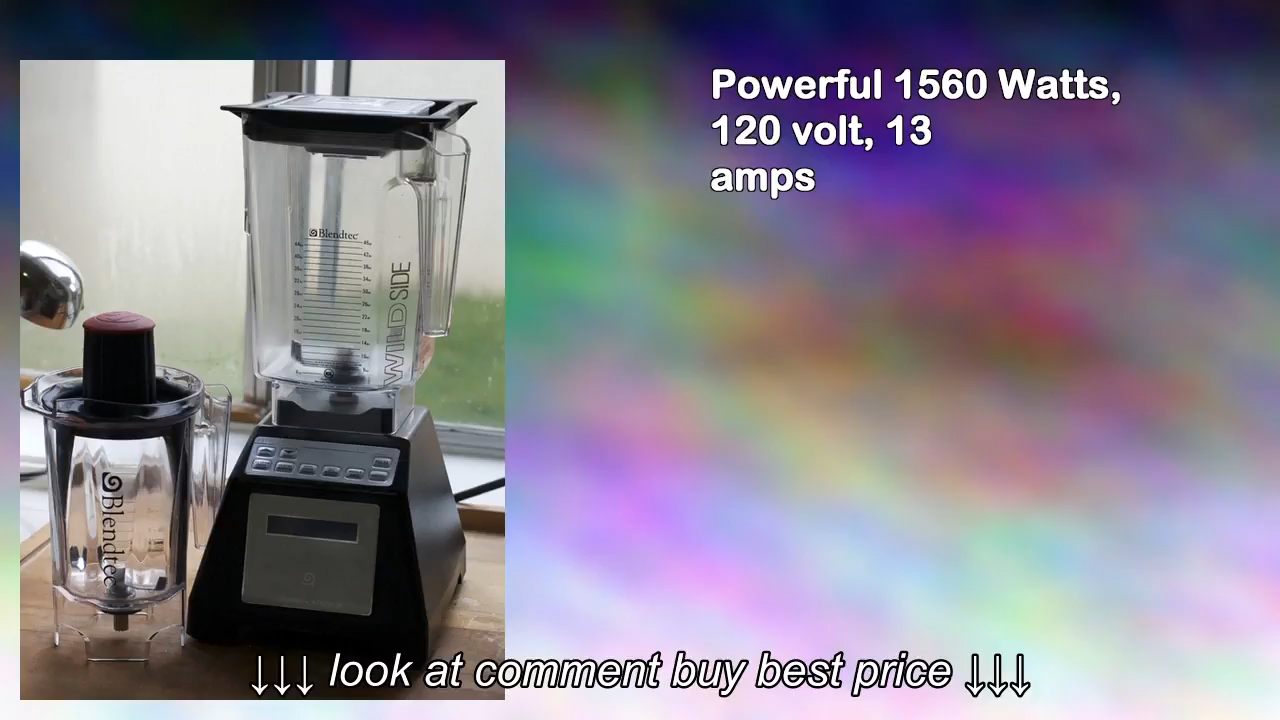 Powerful 1560 Watts,
120 volt, 13
amps
Blendtec
WILDSIDE
Blendtec
↓↓↓ look at comment buy best price ↓↓↓